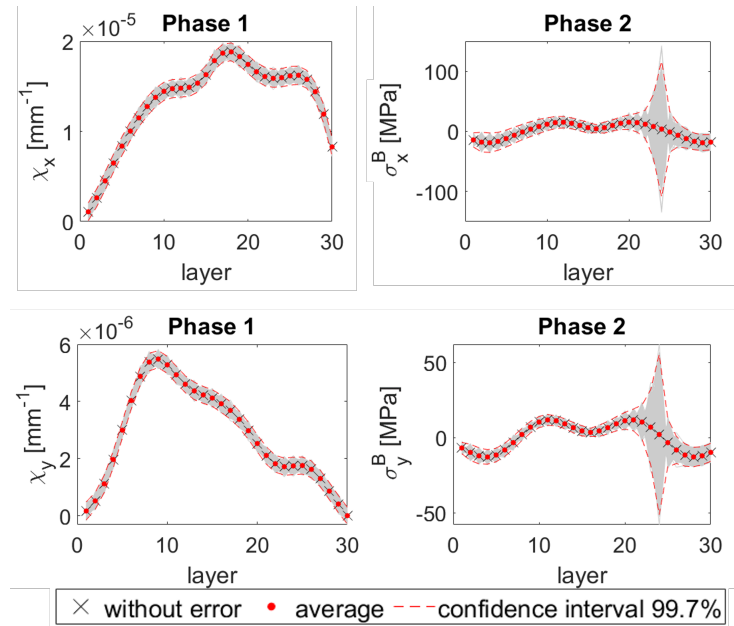 Phase 1
×10-5
χx [mm-1]
2
1
0
0 10 20 30
layer
Phase 2
σxB [MPa]
100
0
-100
0 10 20 30
layer
Phase 1
×10-6
χy [mm-1]
6
4
2
0
0 10 20 30
layer
Phase 2
σyB [MPa]
50
0
-50
0 10 20 30
layer
without error average confidence interval 99.7%